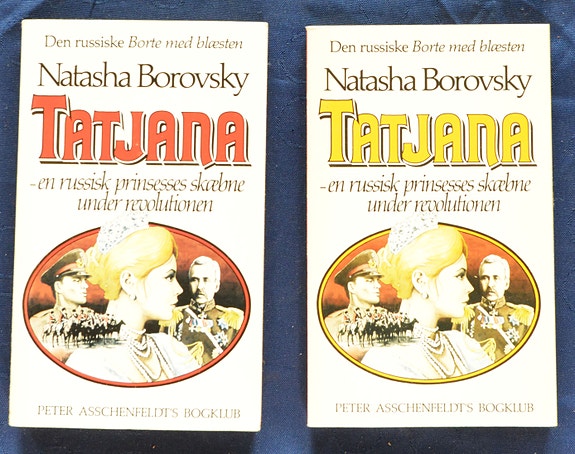 Den russiske Borte med blæsten
Natasha Borovsky
TATJANA
-en russisk prinsesses skæbne
under revolutionen
PETER ASSCHENFELDT'S BOGKLUB
Den russiske Borte med blæsten
Natasha Borovsky
TATJANA
-en russisk prinsesses skæbne
under revolutionen
PETER ASSCHENFELDT'S BOGKLUB